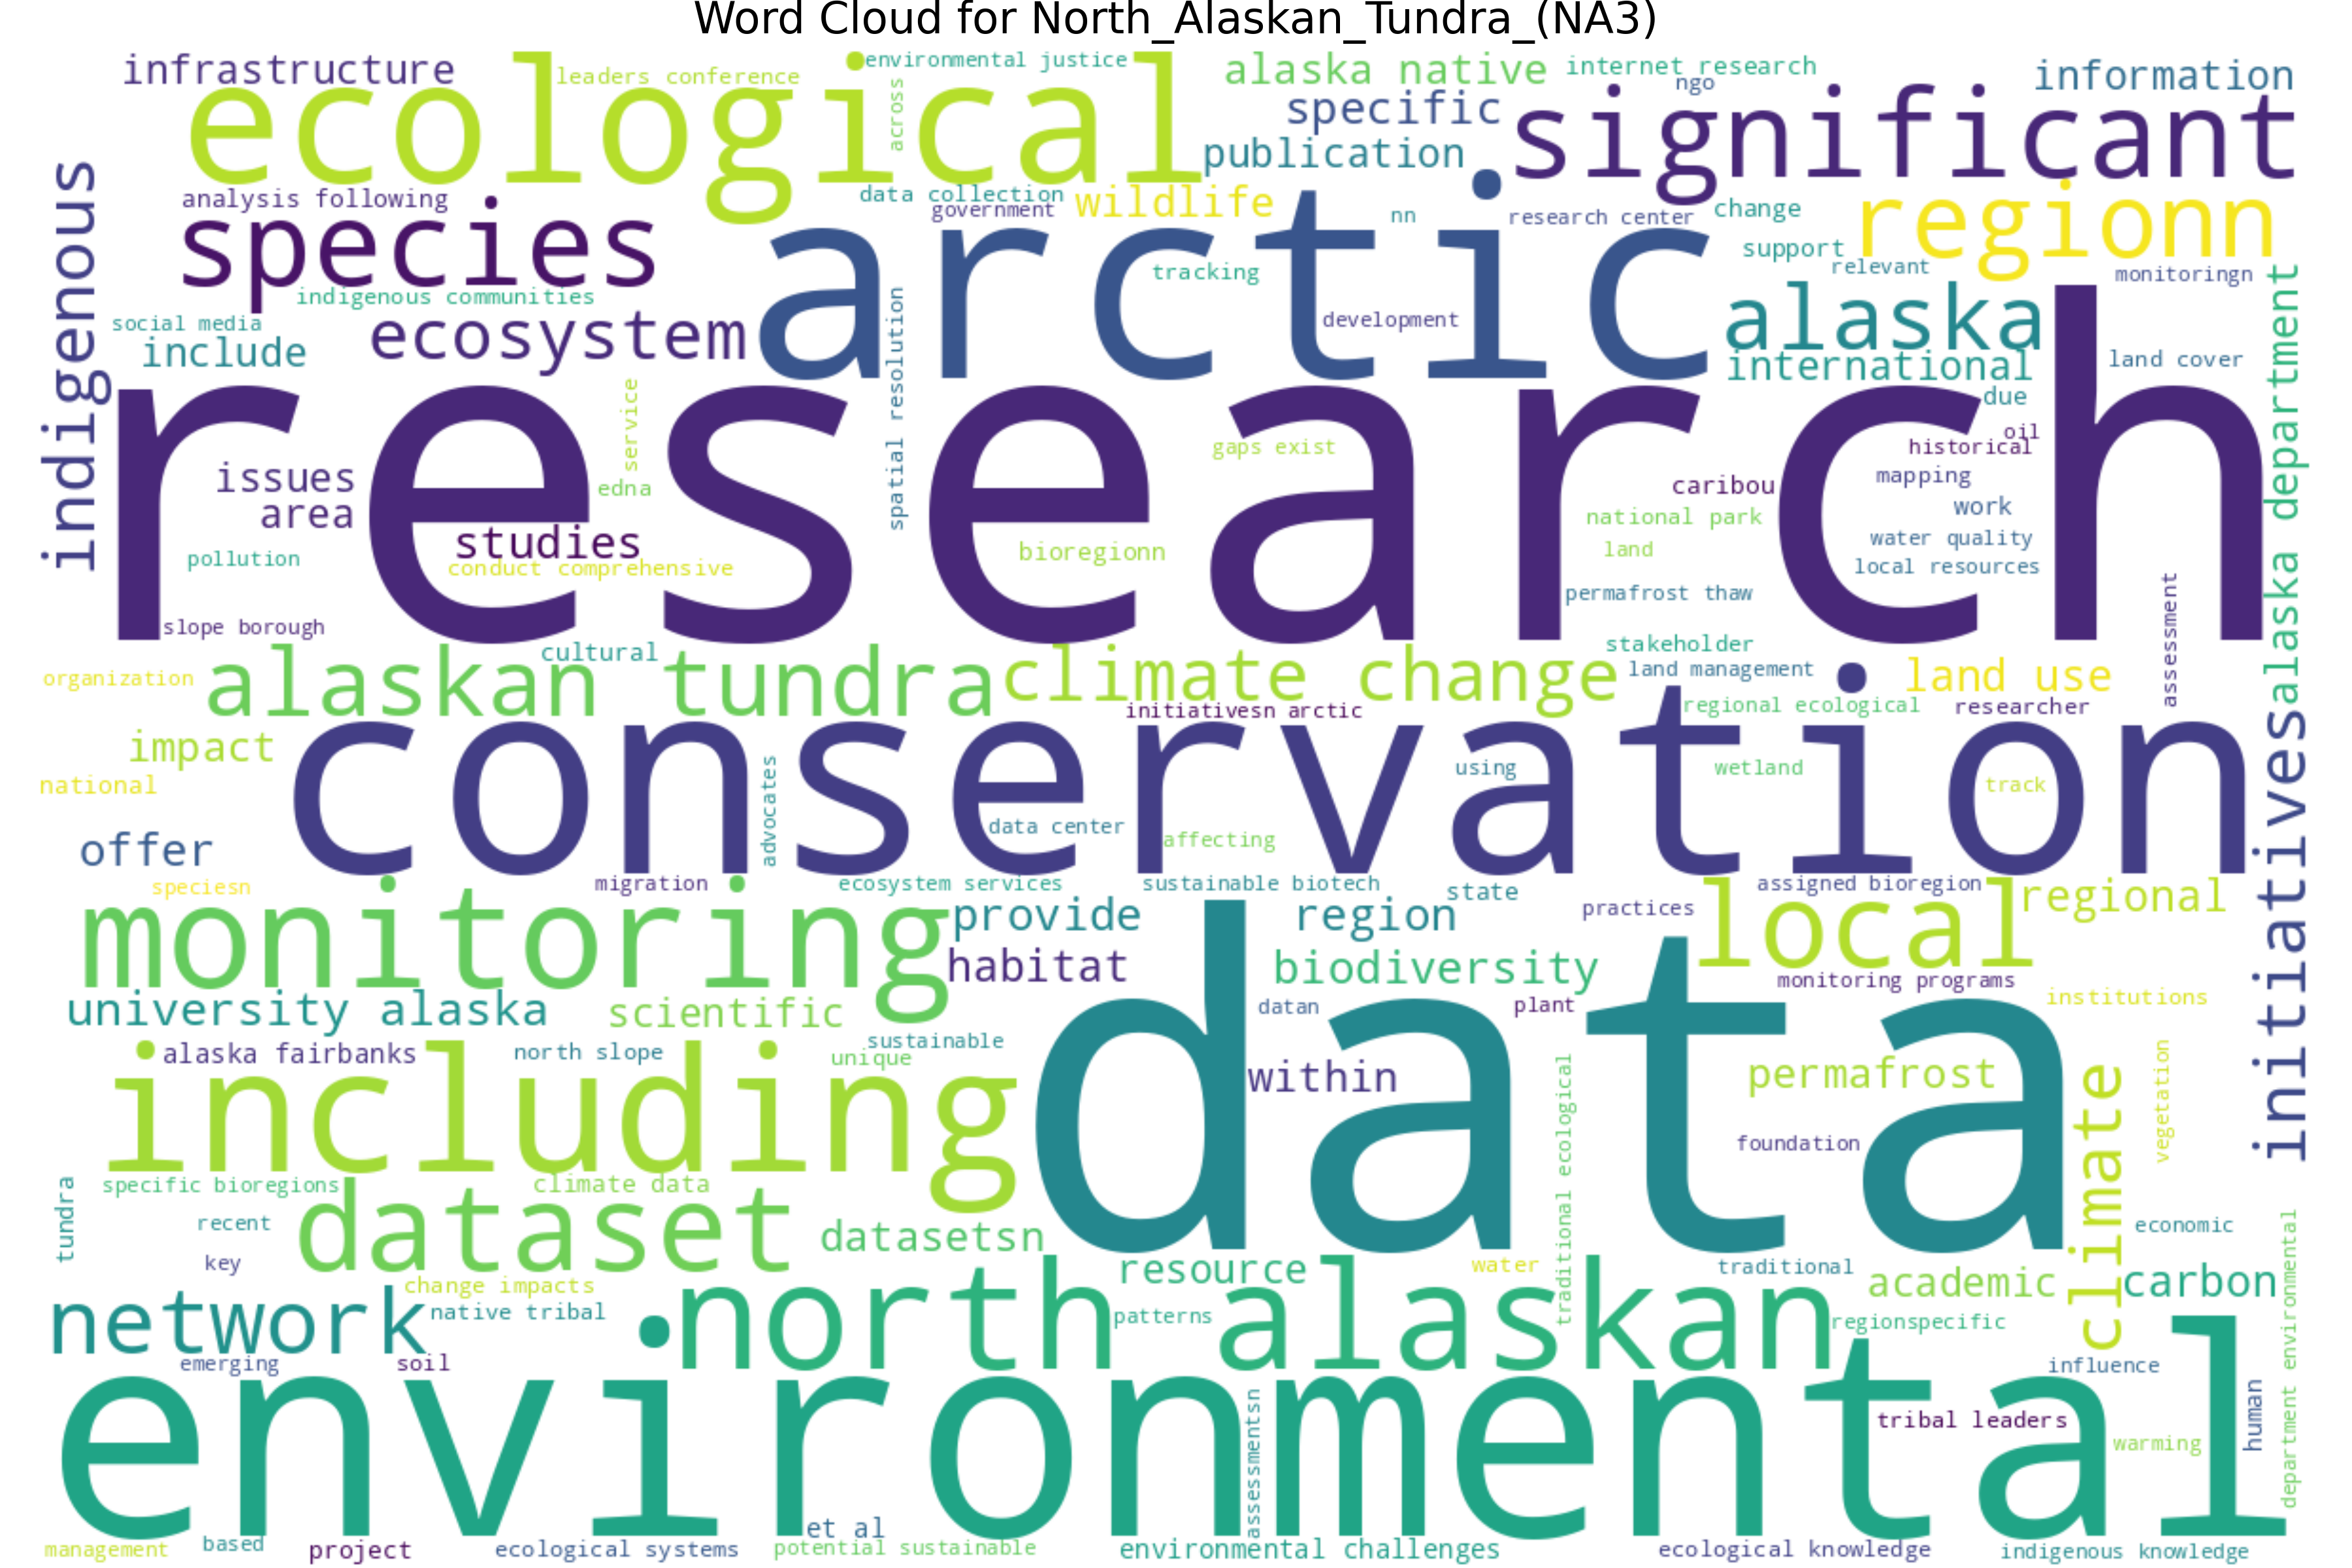 Word Cloud for North_Alaskan_Tundra_(NA3)
infrastructure
ecological
leaders conference
environmental justice
across
alaska native
internet research
ngo
information
specific
significant
publication
indigenous
analysis following
species
data collection
government
wildlife
nn
research center
change
regionn
support
relevant
monitoringn
arctic
tracking
indigenous communities
social media
include
ecosystem
spatial resolution
development
alaska
international
land cover
alaska department
due
research
service
gaps exist
oil
historical
issues
area
edna
caribou
mapping
work
national park
studies
water quality
land
bioregionn
pollution
conduct comprehensive
local resources
permafrost thaw
assessment
slope borough
cultural
stakeholder
organization
alaskan tundra
climate change
land management
land use
initiativesn arctic
regional ecological
researcher
impact
national
conservation
advocates
using
wetland
track
initiatives
data center
affecting
offer
speciesn
migration
ecosystem services
sustainable biotech
state
assigned bioregion
monitoring
provide
region
practices
local
regional
habitat
biodiversity
monitoring programs
university alaska
scientific
data
datan
plant
institutions
sustainable
alaska fairbanks
north slope
unique
including
within
permafrost
climate
vegetation
traditional ecological
foundation
tundra
specific bioregions
climate data
recent
dataset
datasetsn
economic
key
change impacts
resource
water
traditional
academic
carbon
network
native tribal
north alaskan
patterns
regionspecific
department environmental
emerging
soil
influence
environmental
assessmentsn
tribal leaders
human
warming
management
based
project
ecological systems
et al
potential sustainable
environmental challenges
ecological knowledge
indigenous knowledge